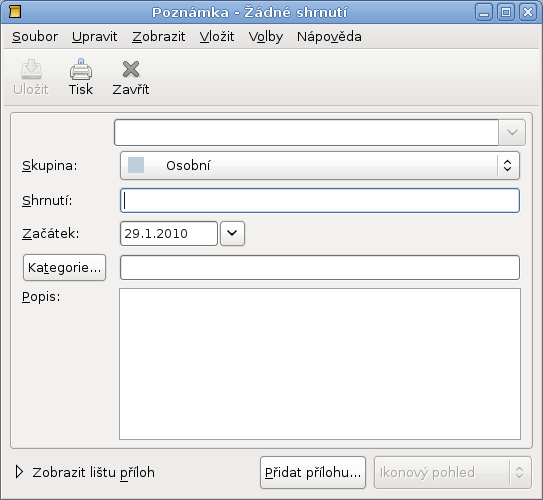 Poznámka - Žádné shrnutí
Soubor Upravit Zobrazit Vložit Volby Nápověda
Uložit Tisk Zavřít
Skupina: Osobní
Shrnutí:
Začátek: 29.1.2010
Kategorie...
Popis:
Zobrazit lištu příloh Přidat přílohu... Ikonový pohled